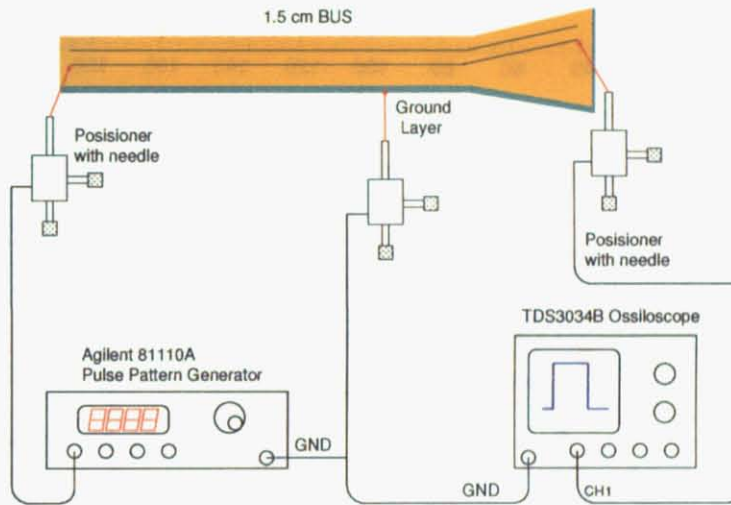 1.5 cm BUS
Ground
Layer
Posisioner
with needle
Posisioner
with needle
TDS3034B Ossiloscope
Agilent 81110A
Pulse Pattern Generator
8888
GND
GND
CH1